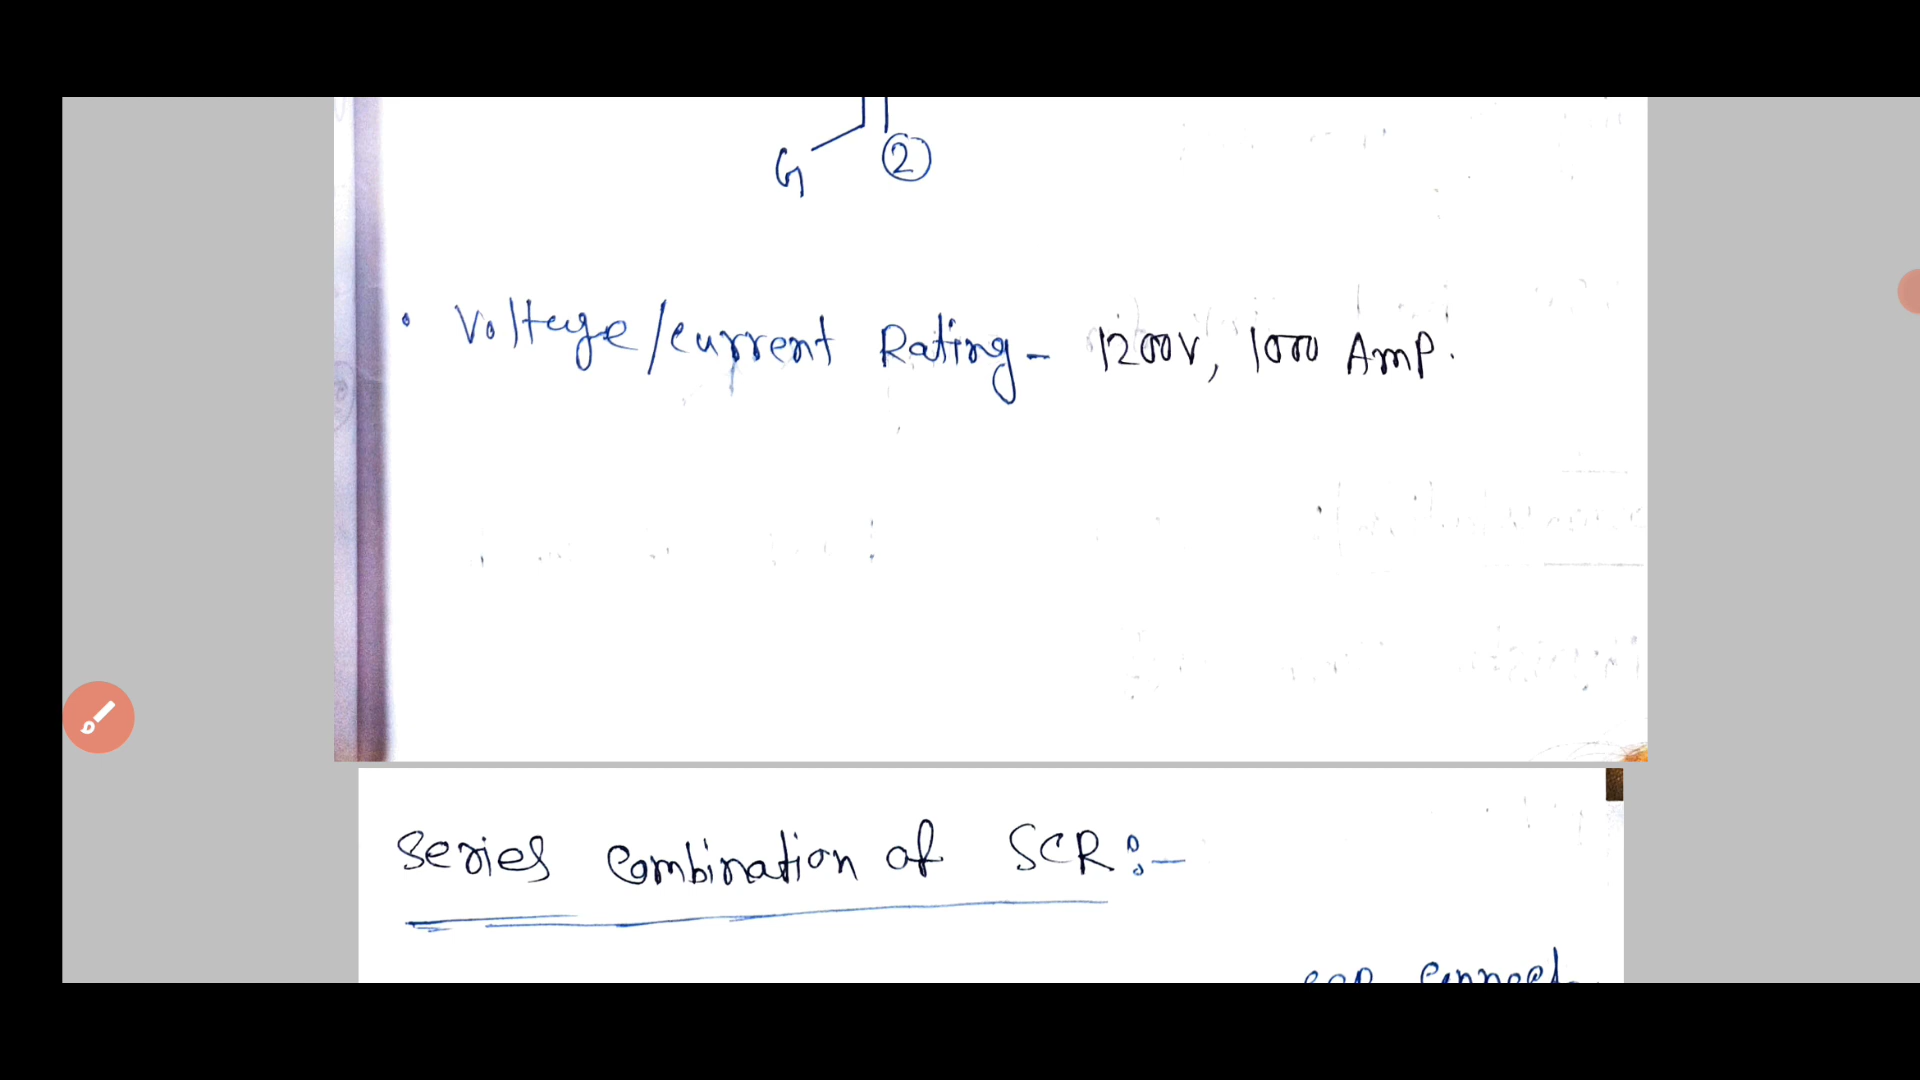 G ②
• Voltage/current Rating - 1200V, 1000 Amp.
Series Combination of SCR :-